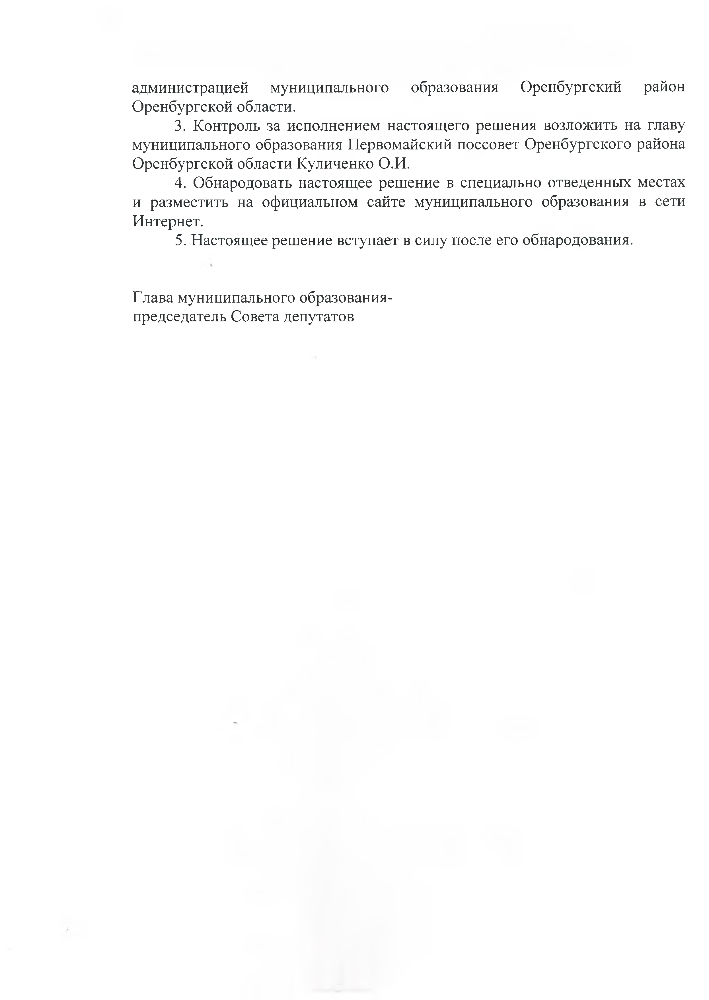 администрацией муниципального образования Оренбургский район
Оренбургской области.
3. Контроль за исполнением настоящего решения возложить на главу
муниципального образования Первомайский поссовет Оренбургского района
Оренбургской области Куличенко О.И.
4. Обнародовать настоящее решение в специально отведенных местах
и разместить на официальном сайте муниципального образования в сети
Интернет.
5. Настоящее решение вступает в силу после его обнародования.
Глава муниципального образования-
председатель Совета депутатов